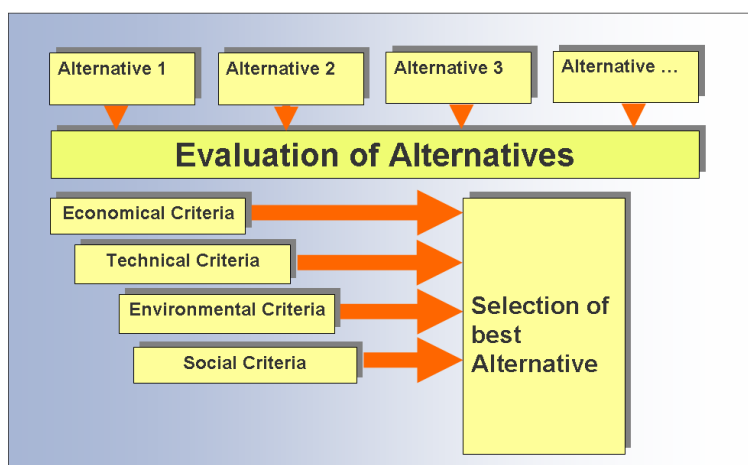 Alternative 1
Alternative 2
Alternative 3
Alternative ...
Evaluation of Alternatives
Economical Criteria
Technical Criteria
Environmental Criteria
Social Criteria
Selection of
best
Alternative